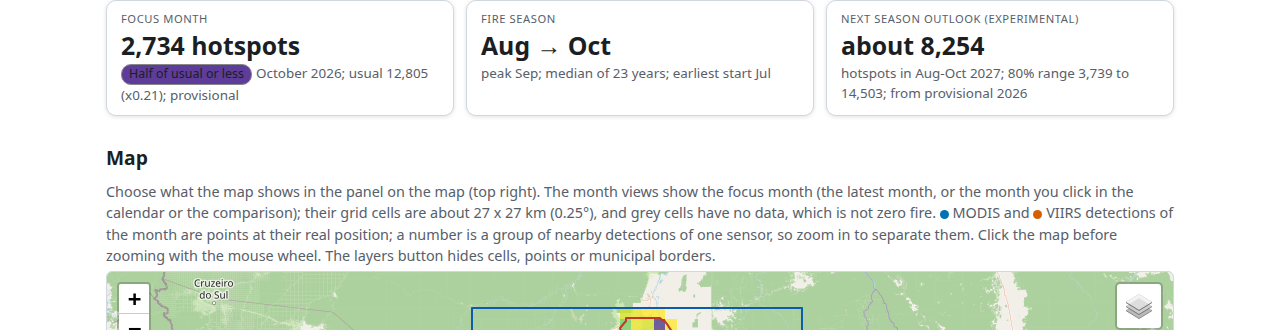 FOCUS MONTH
2,734 hotspots
Half of usual or less October 2026; usual 12,805
(x0.21); provisional
FIRE SEASON
Aug → Oct
peak Sep; median of 23 years; earliest start Jul
NEXT SEASON OUTLOOK (EXPERIMENTAL)
about 8,254
hotspots in Aug-Oct 2027; 80% range 3,739 to
14,503; from provisional 2026
Map
Choose what the map shows in the panel on the map (top right). The month views show the focus month (the latest month, or the month you click in the
calendar or the comparison); their grid cells are about 27 x 27 km (0.25°), and grey cells have no data, which is not zero fire. ● MODIS and ● VIIRS detections of
the month are points at their real position; a number is a group of nearby detections of one sensor, so zoom in to separate them. Click the map before
zooming with the mouse wheel. The layers button hides cells, points or municipal borders.
+
Cruzeiro
do Sul